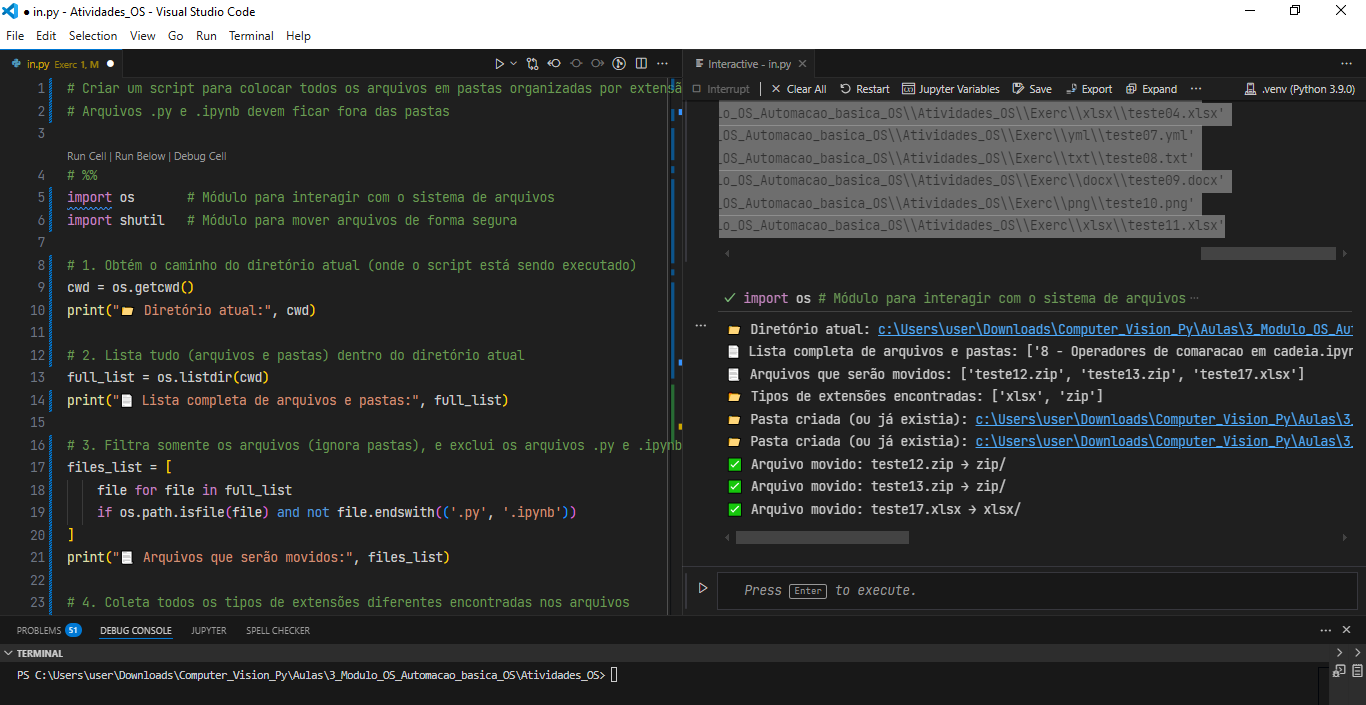 ● in.py - Atividades_OS - Visual Studio Code
File Edit Selection View Go Run Terminal Help
in.py Exerc 1, M ●
1 # Criar um script para colocar todos os arquivos em pastas organizadas por extensã
2 # Arquivos .py e .ipynb devem ficar fora das pastas
3
Run Cell | Run Below | Debug Cell
4 # %%
5 import os # Módulo para interagir com o sistema de arquivos
6 import shutil # Módulo para mover arquivos de forma segura
7
8 # 1. Obtém o caminho do diretório atual (onde o script está sendo executado)
9 cwd = os.getcwd()
10 print("📂 Diretório atual:", cwd)
11
12 # 2. Lista tudo (arquivos e pastas) dentro do diretório atual
13 full_list = os.listdir(cwd)
14 print("📄 Lista completa de arquivos e pastas:", full_list)
15
16 # 3. Filtra somente os arquivos (ignora pastas), e exclui os arquivos .py e .ipynb
17 files_list = [
18 file for file in full_list
19 if os.path.isfile(file) and not file.endswith(('.py', '.ipynb'))
20 ]
21 print("📃 Arquivos que serão movidos:", files_list)
22
23 # 4. Coleta todos os tipos de extensões diferentes encontradas nos arquivos
Interactive - in.py
Interrupt | Clear All Restart Jupyter Variables Save Export Expand ··· .venv (Python 3.9.0)
lo_OS_Automacao_basica_OS\\Atividades_OS\\Exerc\\xlsx\\teste04.xlsx'
_OS_Automacao_basica_OS\\Atividades_OS\\Exerc\\yml\\teste07.yml'
_OS_Automacao_basica_OS\\Atividades_OS\\Exerc\\txt\\teste08.txt'
lo_OS_Automacao_basica_OS\\Atividades_OS\\Exerc\\docx\\teste09.docx'
_OS_Automacao_basica_OS\\Atividades_OS\\Exerc\\png\\teste10.png'
lo_OS_Automacao_basica_OS\\Atividades_OS\\Exerc\\xlsx\\teste11.xlsx'
import os # Módulo para interagir com o sistema de arquivos ···
📂 Diretório atual: c:\Users\user\Downloads\Computer_Vision_Py\Aulas\3_Modulo_OS_Aut
📄 Lista completa de arquivos e pastas: ['8 - Operadores de comaracao em cadeia.ipyn
📃 Arquivos que serão movidos: ['teste12.zip', 'teste13.zip', 'teste17.xlsx']
📂 Tipos de extensões encontradas: ['xlsx', 'zip']
📁 Pasta criada (ou já existia): c:\Users\user\Downloads\Computer_Vision_Py\Aulas\3_
📁 Pasta criada (ou já existia): c:\Users\user\Downloads\Computer_Vision_Py\Aulas\3_
✅ Arquivo movido: teste12.zip → zip/
✅ Arquivo movido: teste13.zip → zip/
✅ Arquivo movido: teste17.xlsx → xlsx/
Press Enter to execute.
PROBLEMS 51 DEBUG CONSOLE JUPYTER SPELL CHECKER
TERMINAL
PS C:\Users\user\Downloads\Computer_Vision_Py\Aulas\3_Modulo_OS_Automacao_basica_OS\Atividades_OS>